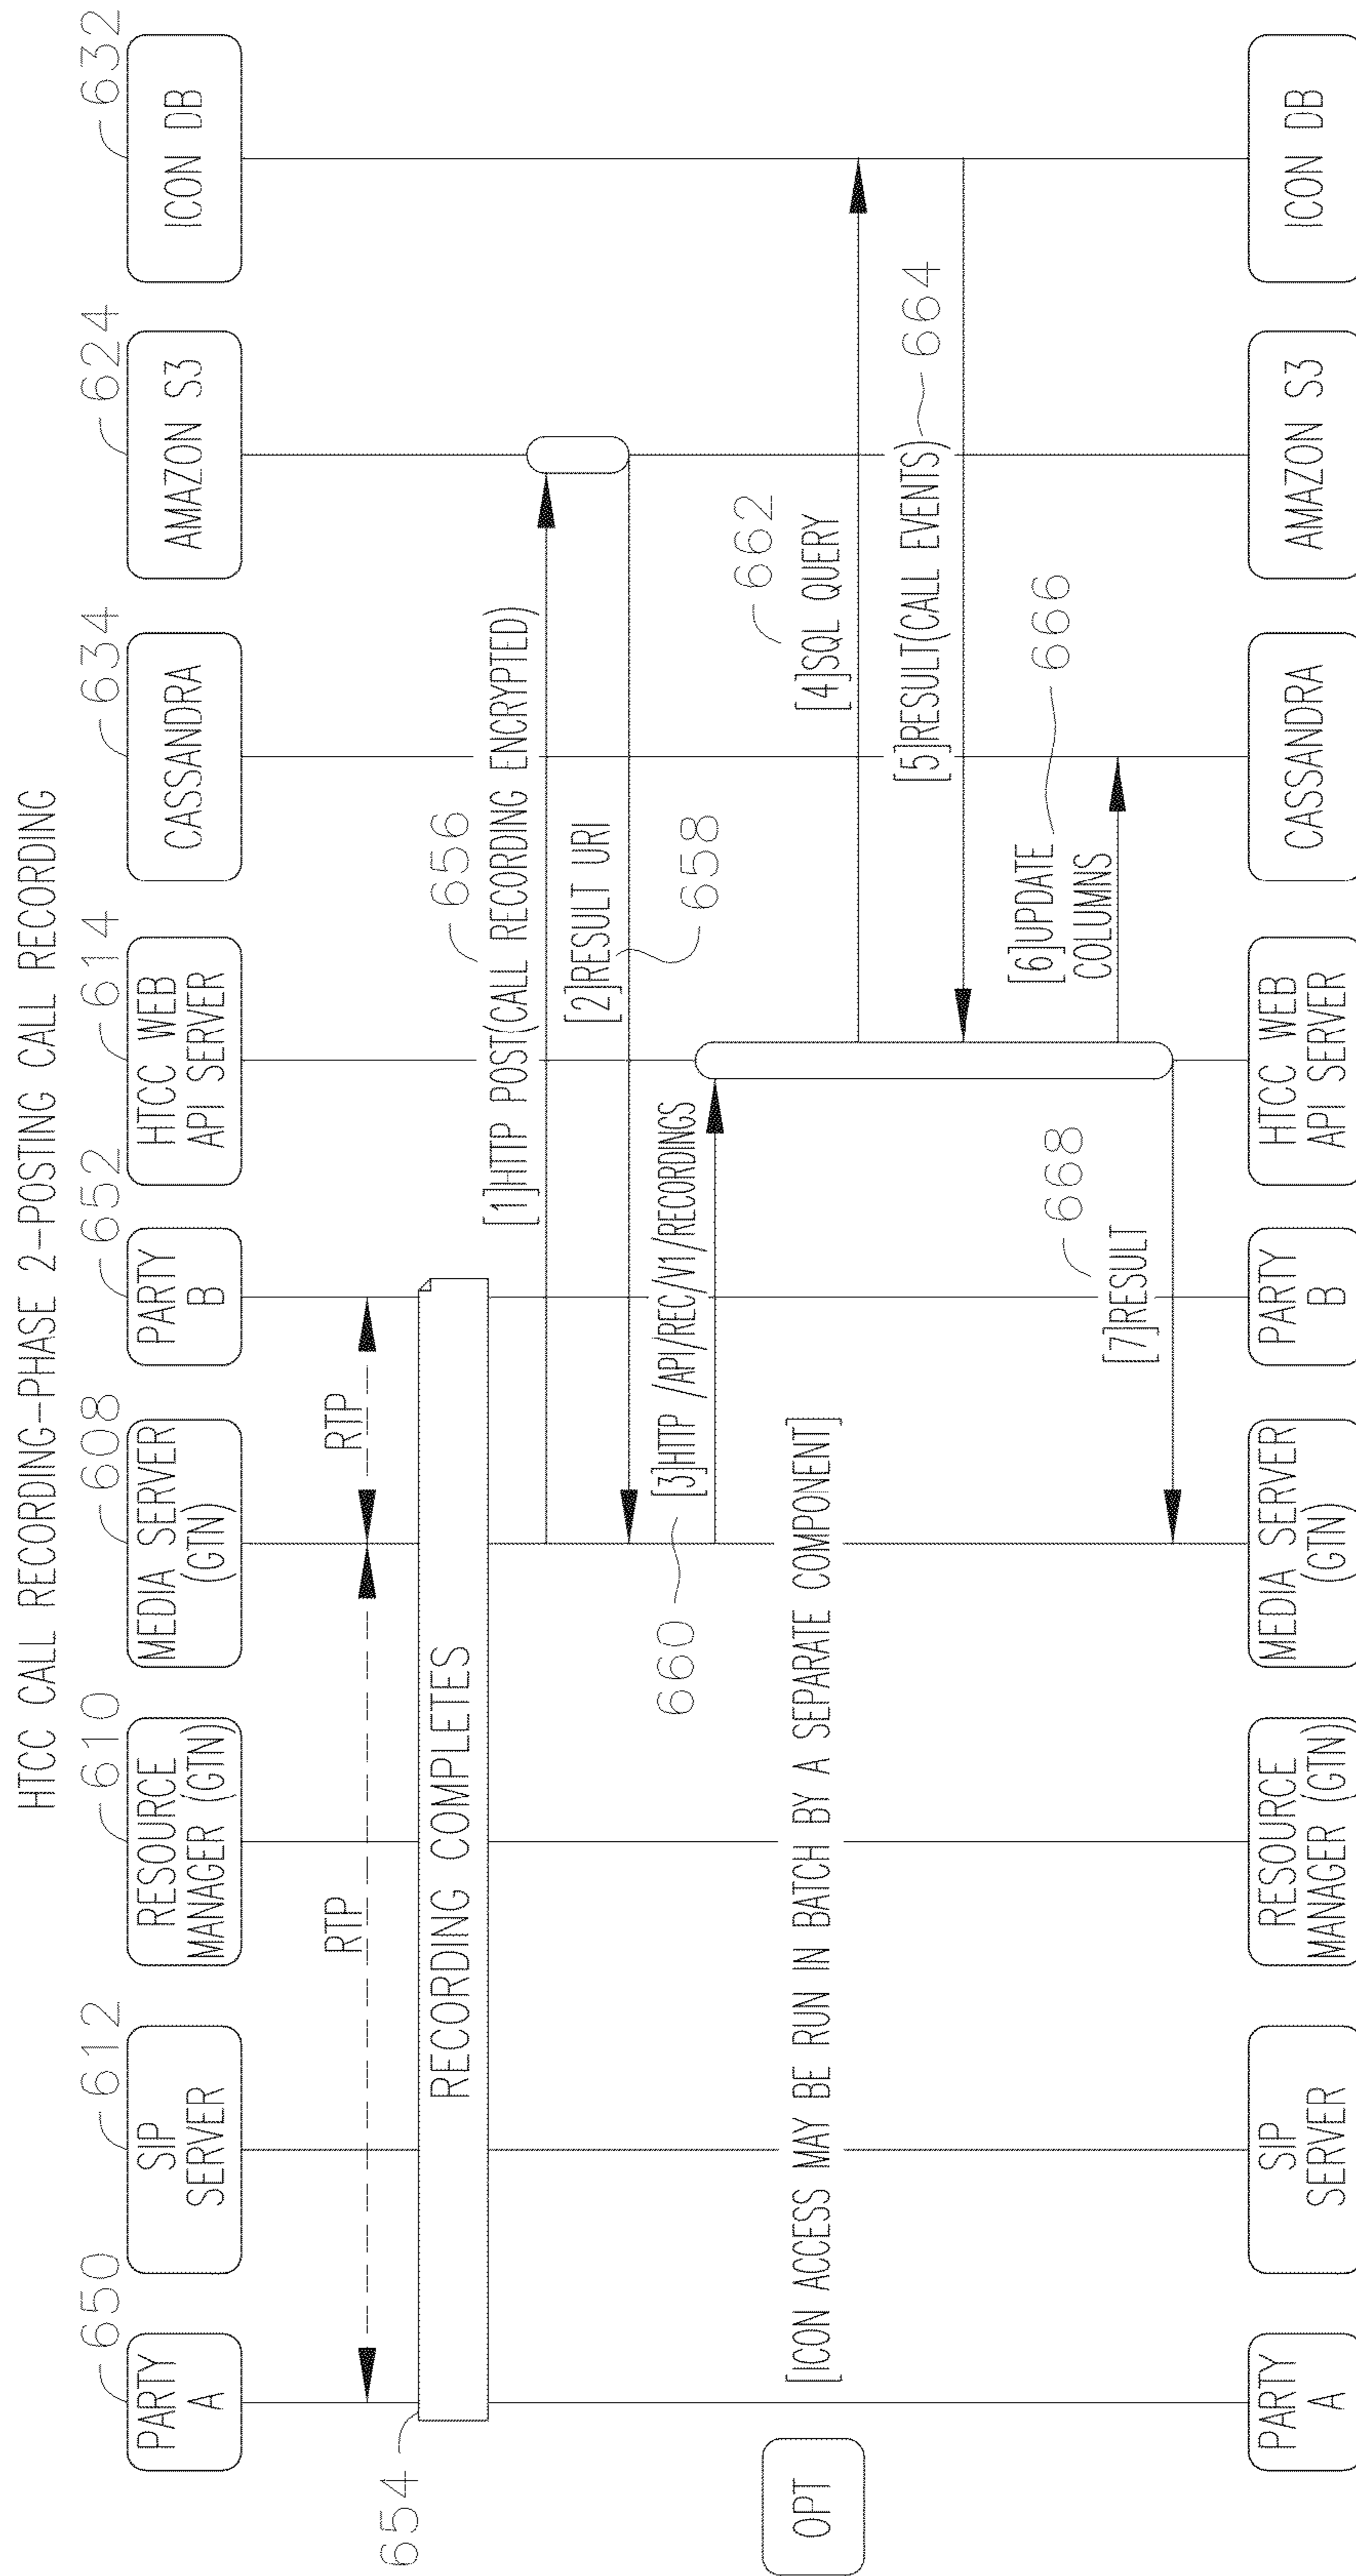 HTCC CALL RECORDING-PHASE 2-POSTING CALL RECORDING
650
612
610
608
652
614
634
624
632
PARTY
A
SIP
SERVER
RESOURCE
MANAGER (GTN)
MEDIA SERVER
(GTN)
PARTY
B
HTCC WEB
API SERVER
CASSANDRA
AMAZON S3
ICON DB
RTP
RTP
654
RECORDING COMPLETES
656
[1]HTTP POST(CALL RECORDING ENCRYPTED)
[2]RESULT URI
658
660
[3]HTTP /API/REC/V1/RECORDINGS
OPT
[ICON ACCESS MAY BE RUN IN BATCH BY A SEPARATE COMPONENT]
662
[4]SQL QUERY
[5]RESULT(CALL EVENTS)
664
[6]UPDATE
COLUMNS
666
668
[7]RESULT
PARTY
A
SIP
SERVER
RESOURCE
MANAGER (GTN)
MEDIA SERVER
(GTN)
PARTY
B
HTCC WEB
API SERVER
CASSANDRA
AMAZON S3
ICON DB